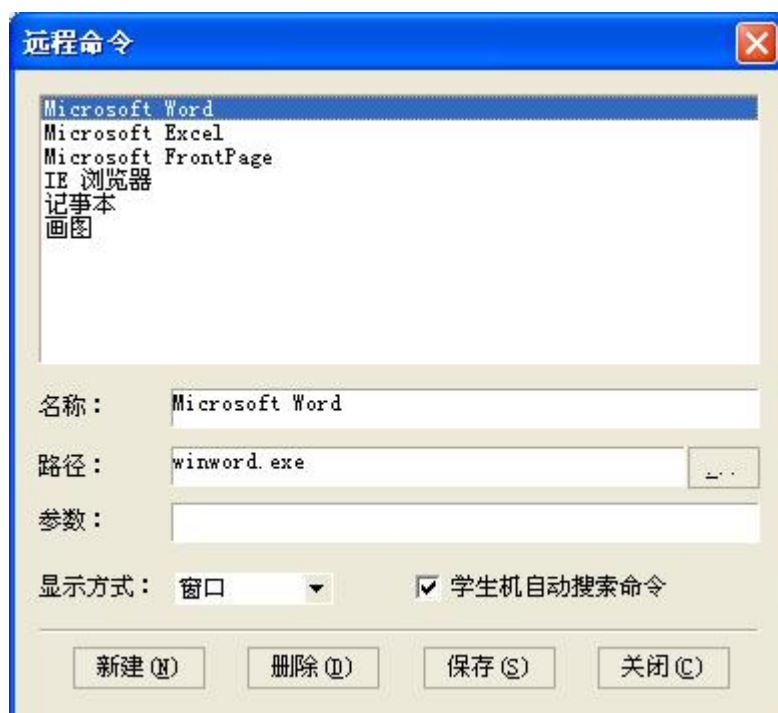 远程命令
Microsoft Word
Microsoft Excel
Microsoft FrontPage
IE 浏览器
记事本
画图
名称： Microsoft Word
路径： winword.exe ...
参数：
显示方式： 窗口 学生机自动搜索命令
新建(N) 删除(D) 保存(S) 关闭(C)